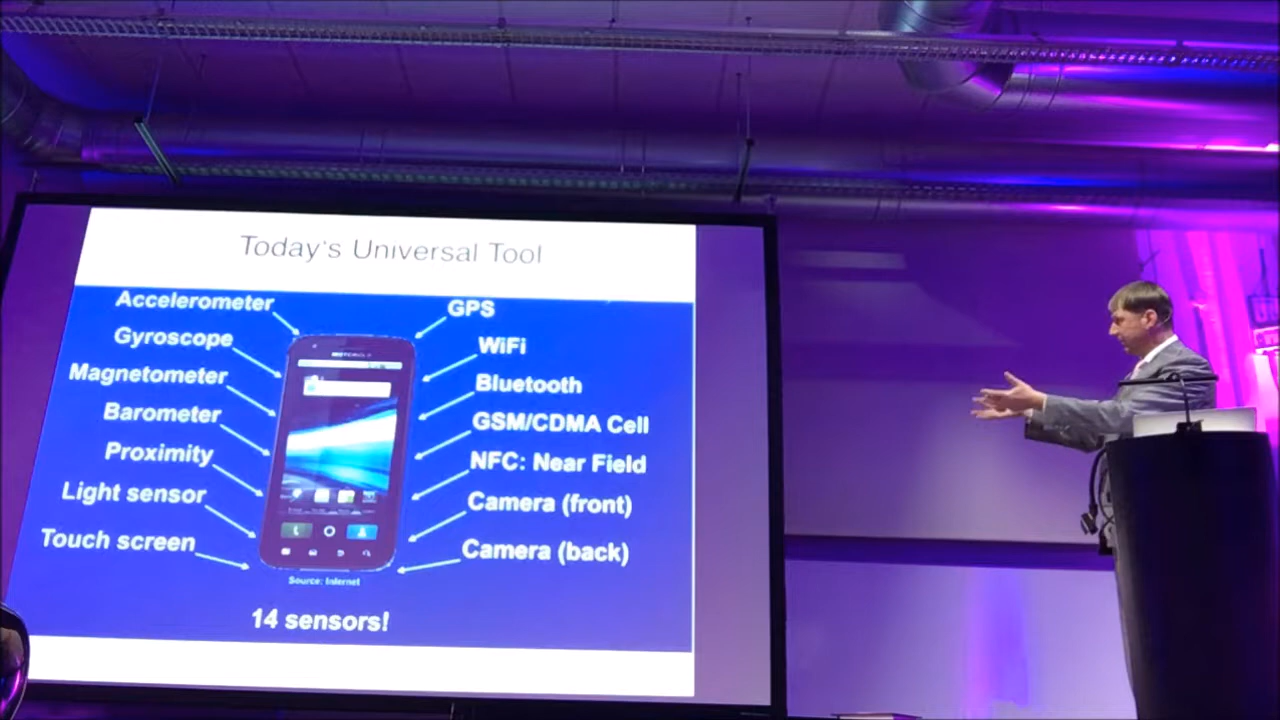 Today's Universal Tool
Accelerometer
Gyroscope
Magnetometer
Barometer
Proximity
Light sensor
Touch screen
MOTOROLA
GPS
WiFi
Bluetooth
GSM/CDMA Cell
NFC: Near Field
Camera (front)
Camera (back)
Source: Internet
14 sensors!